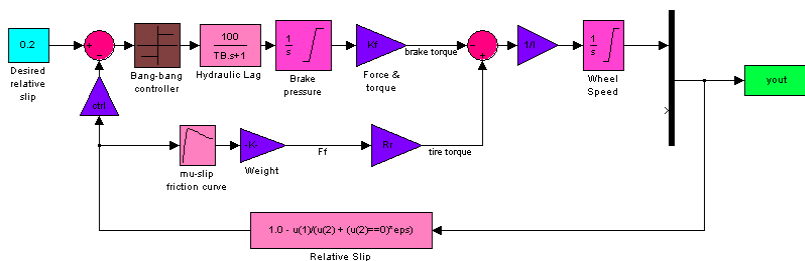 0.2
Desired
relative
slip
+
-
ctrl
Bang-bang
controller
100
TB.s+1
Hydraulic Lag
1
s
Brake
pressure
Kf
Force &
torque
brake torque
-
+
1/I
1
s
Wheel
Speed
yout
mu-slip
friction curve
-K-
Weight
Ff
Rr
tire torque
1.0 - u(1)/(u(2) + (u(2)==0)*eps)
Relative Slip